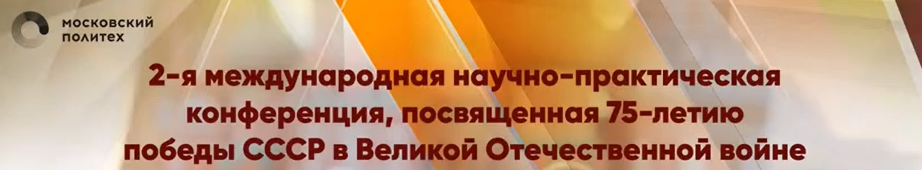 московский
политех
2-я международная научно-практическая
конференция, посвященная 75-летию
победы СССР в Великой Отечественной войне